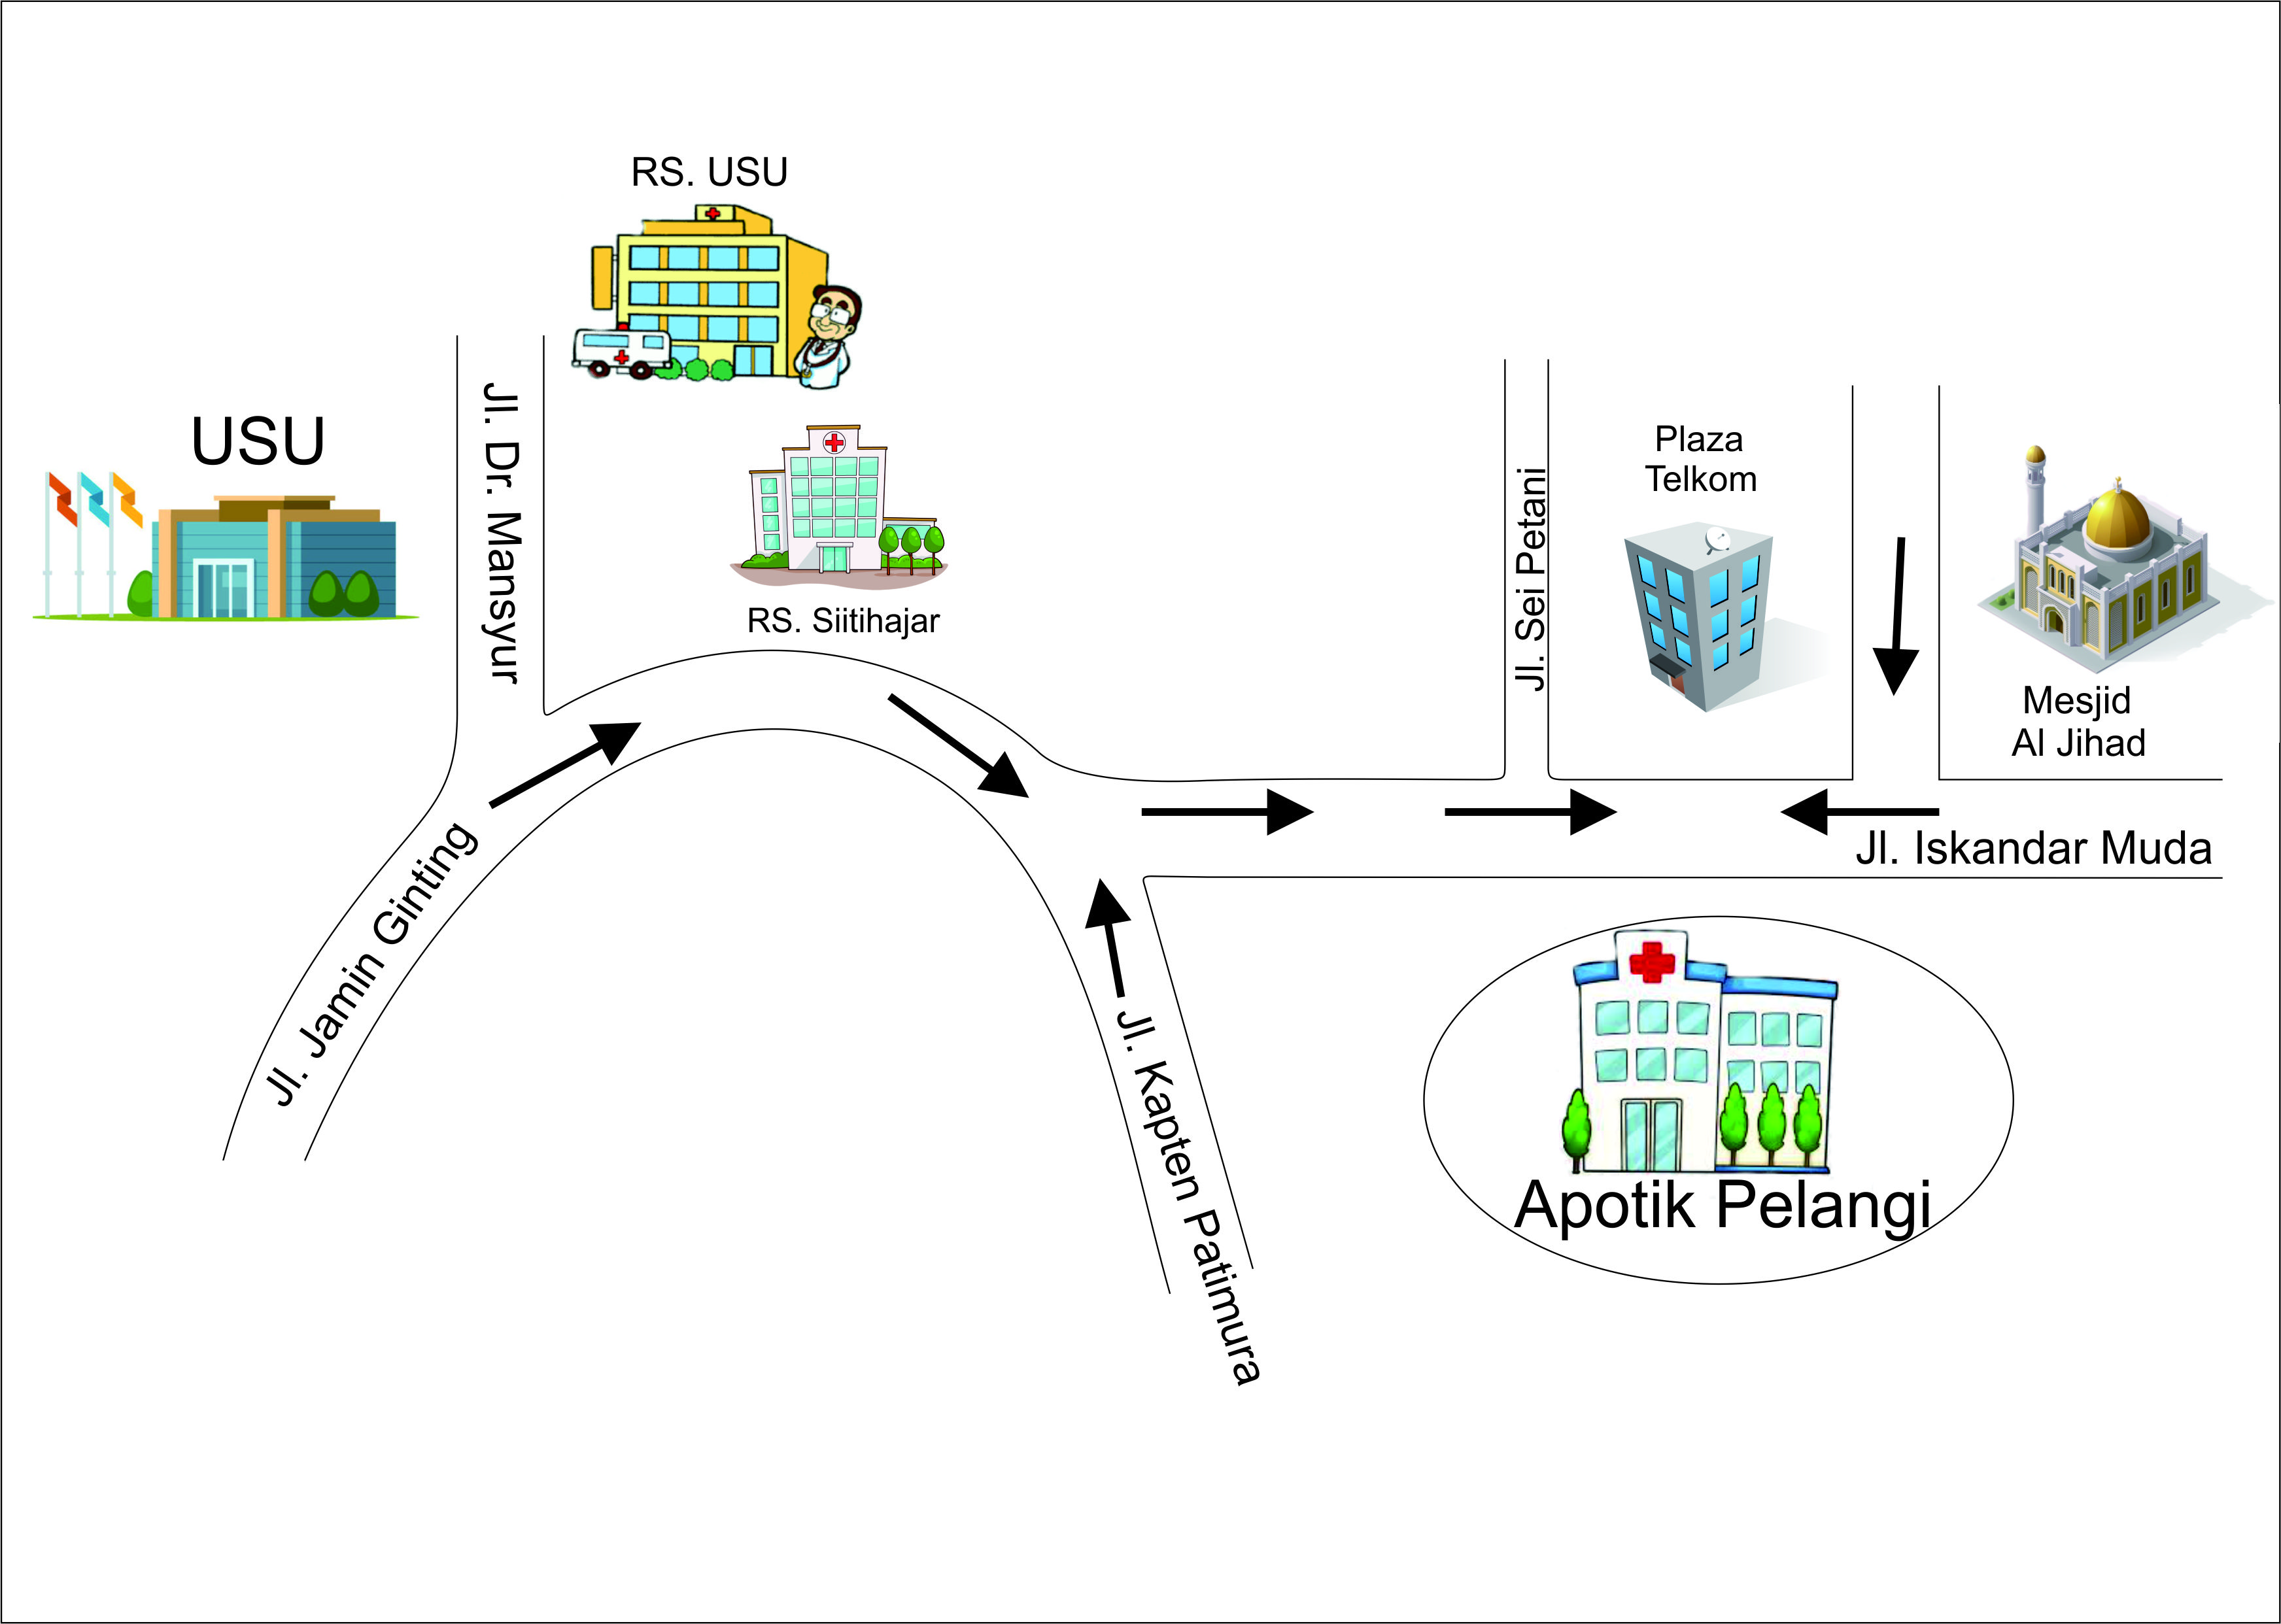 RS. USU
USU
Jl. Dr. Mansyur
RS. Siitihajar
Jl. Sei Petani
Plaza
Telkom
Mesjid
Al Jihad
Jl. Iskandar Muda
Jl. Jamin Ginting
Jl. Kapten Patimura
Apotik Pelangi